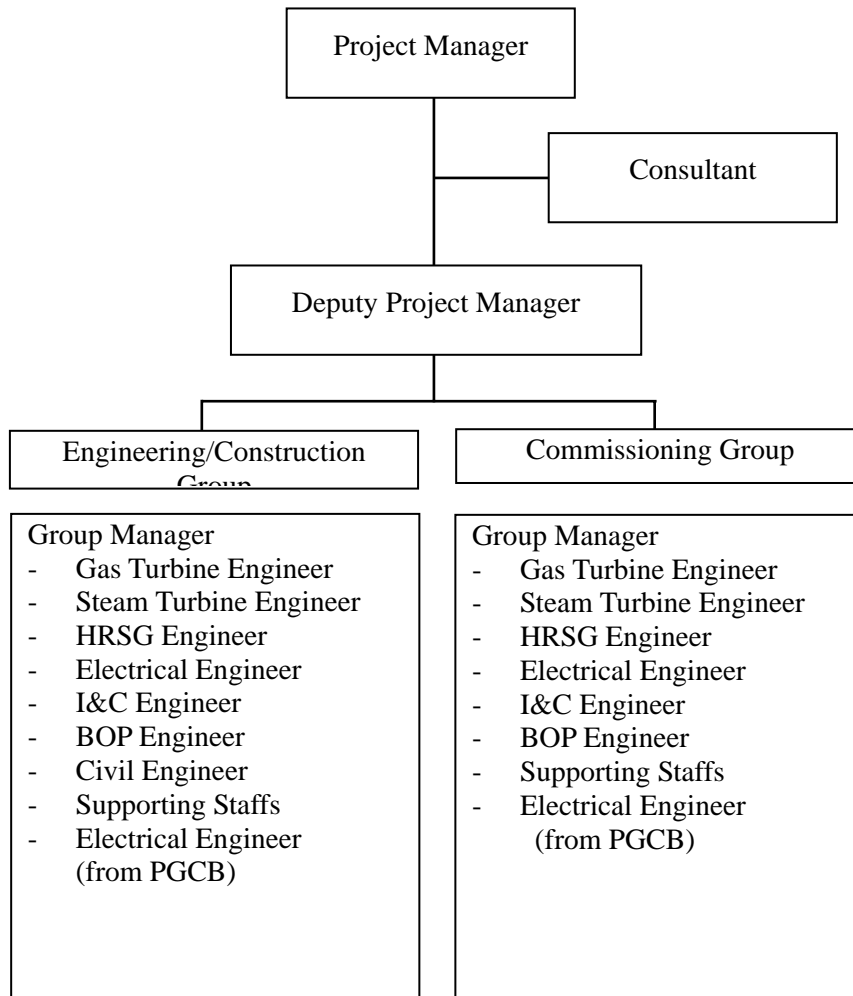 Project Manager
Consultant
Deputy Project Manager
Engineering/Construction
Group
Commissioning Group
Group Manager
- Gas Turbine Engineer
- Steam Turbine Engineer
- HRSG Engineer
- Electrical Engineer
- I&C Engineer
- BOP Engineer
- Civil Engineer
- Supporting Staffs
- Electrical Engineer
(from PGCB)
Group Manager
- Gas Turbine Engineer
- Steam Turbine Engineer
- HRSG Engineer
- Electrical Engineer
- I&C Engineer
- BOP Engineer
- Supporting Staffs
- Electrical Engineer
(from PGCB)